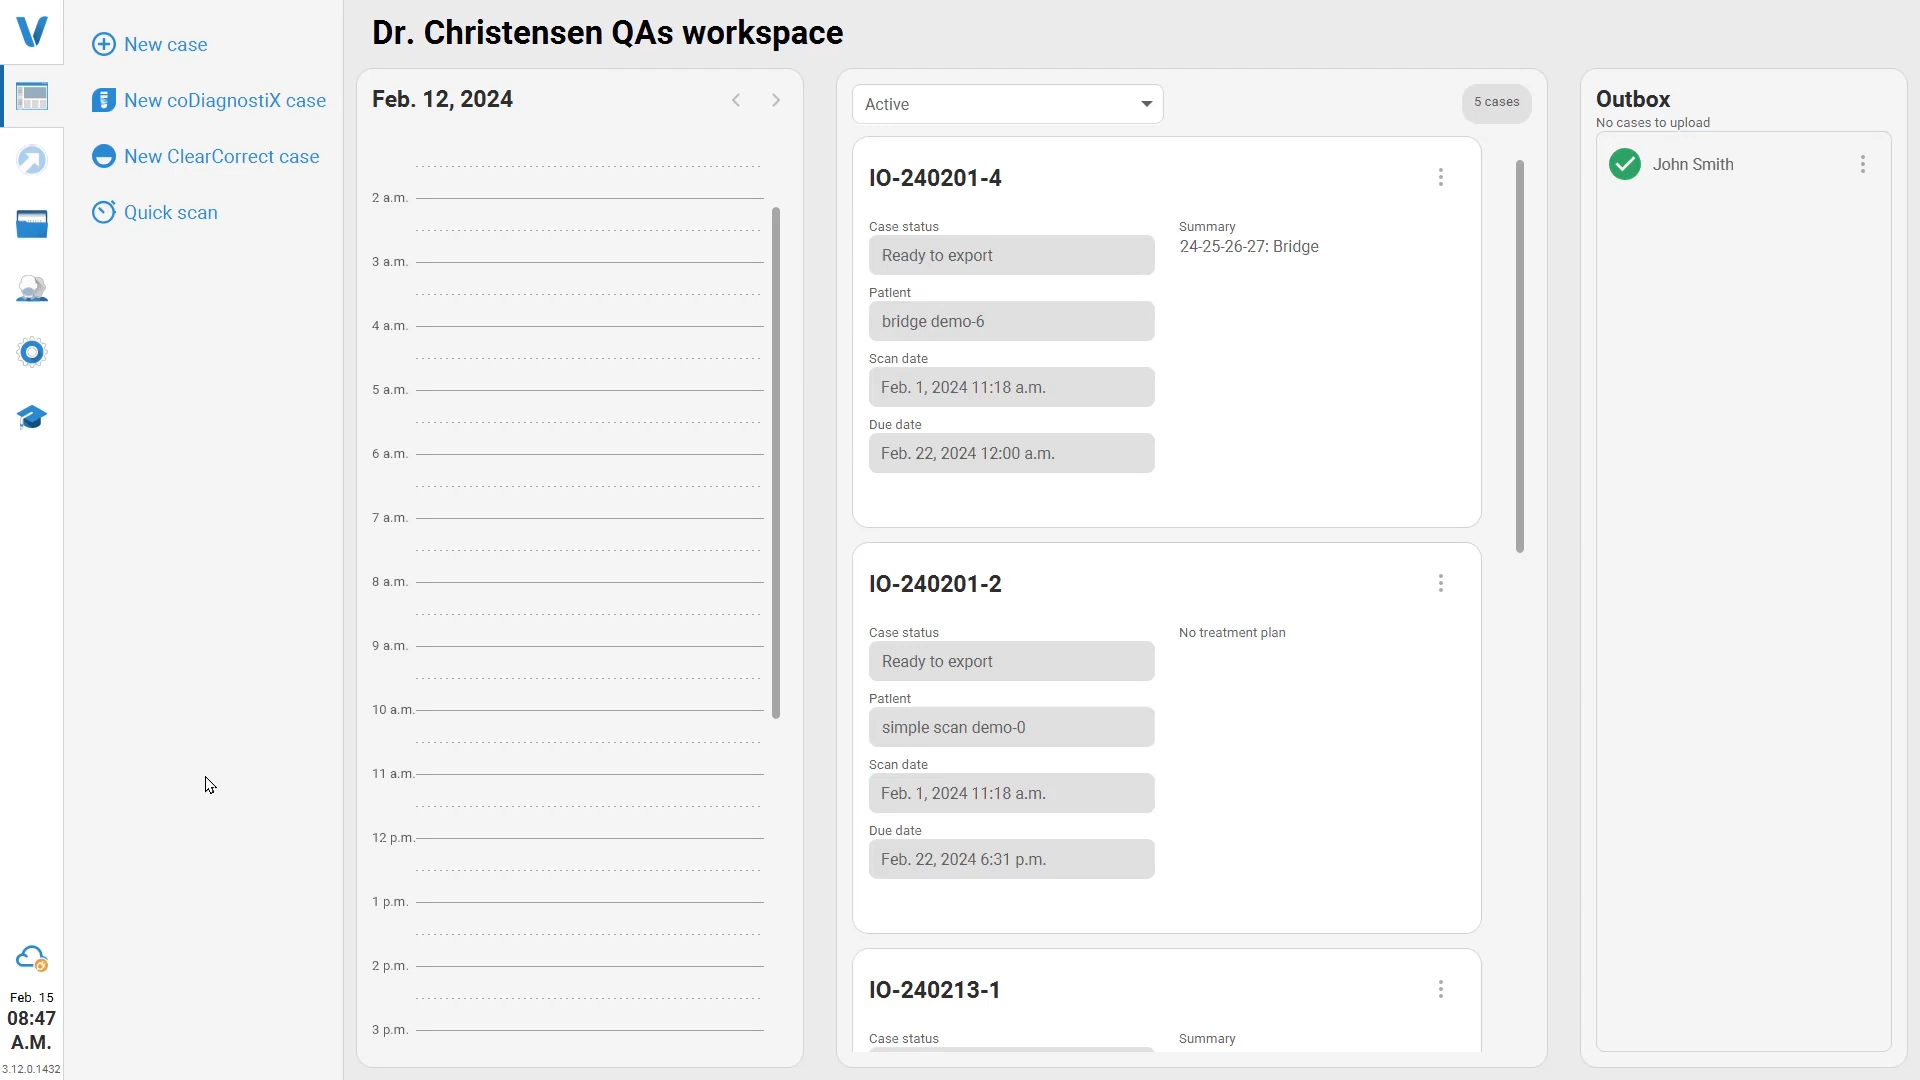 New case
New coDiagnostiX case
New ClearCorrect case
Quick scan
Feb. 15
08:47
A.M.
3.12.0.1432
Dr. Christensen QAs workspace
Feb. 12, 2024
2 a.m.
3 a.m.
4 a.m.
5 a.m.
6 a.m.
7 a.m.
8 a.m.
9 a.m.
10 a.m.
11 a.m.
12 p.m.
1 p.m.
2 p.m.
3 p.m.
Active
5 cases
IO-240201-4
Case status
Ready to export
Patient
bridge demo-6
Scan date
Feb. 1, 2024 11:18 a.m.
Due date
Feb. 22, 2024 12:00 a.m.
Summary
24-25-26-27: Bridge
IO-240201-2
Case status
Ready to export
Patient
simple scan demo-0
Scan date
Feb. 1, 2024 11:18 a.m.
Due date
Feb. 22, 2024 6:31 p.m.
No treatment plan
IO-240213-1
Case status
Summary
Outbox
No cases to upload
John Smith